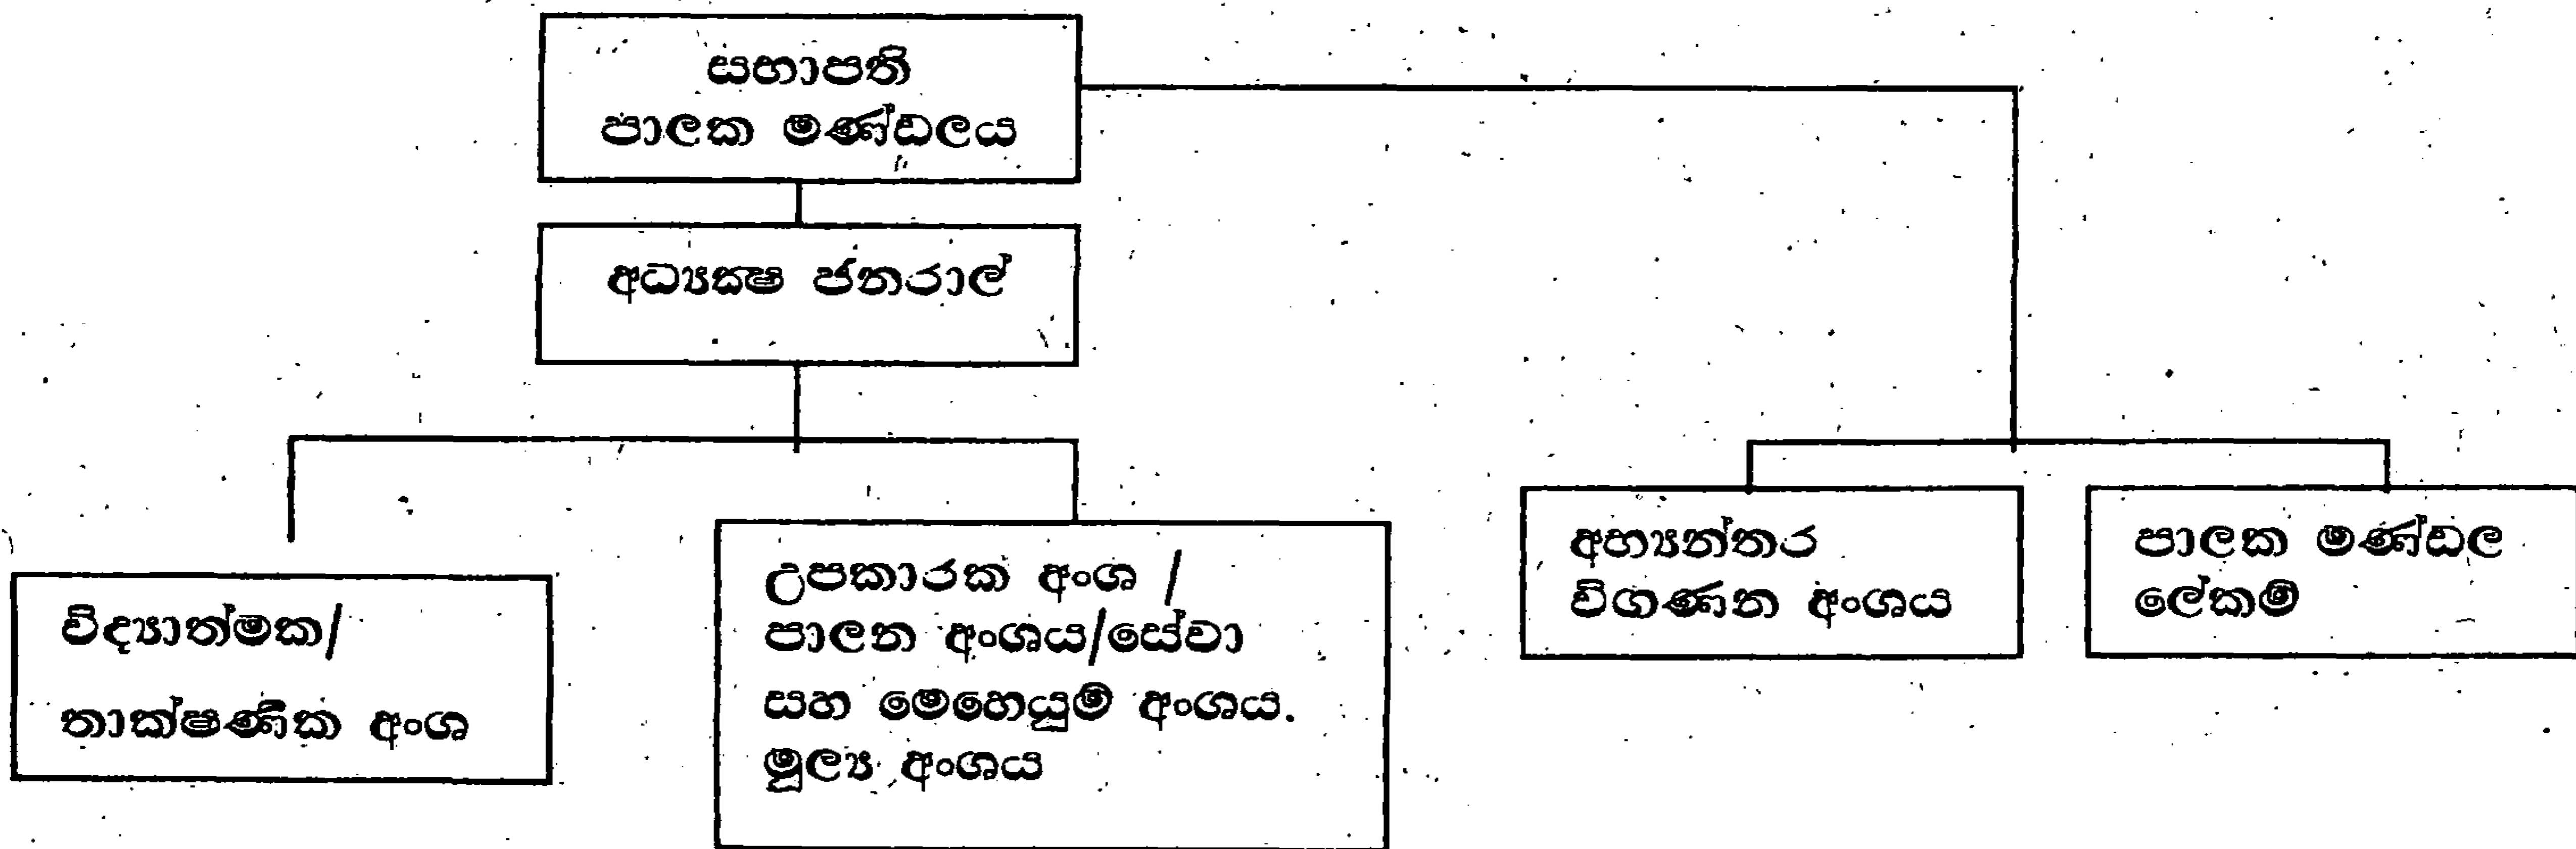 සභාපති
පාලක මණ්ඩලය
අධ්‍යක්ෂ ජනරාල්
විද්‍යාත්මක/
තාක්ෂණික අංශ
උපකාරක අංශ /
පාලන අංශය/සේවා
සහ මෙහෙයුම් අංශය.
මූල්‍ය අංශය
අභ්‍යන්තර
විගණන අංශය
පාලක මණ්ඩල
ලේකම්